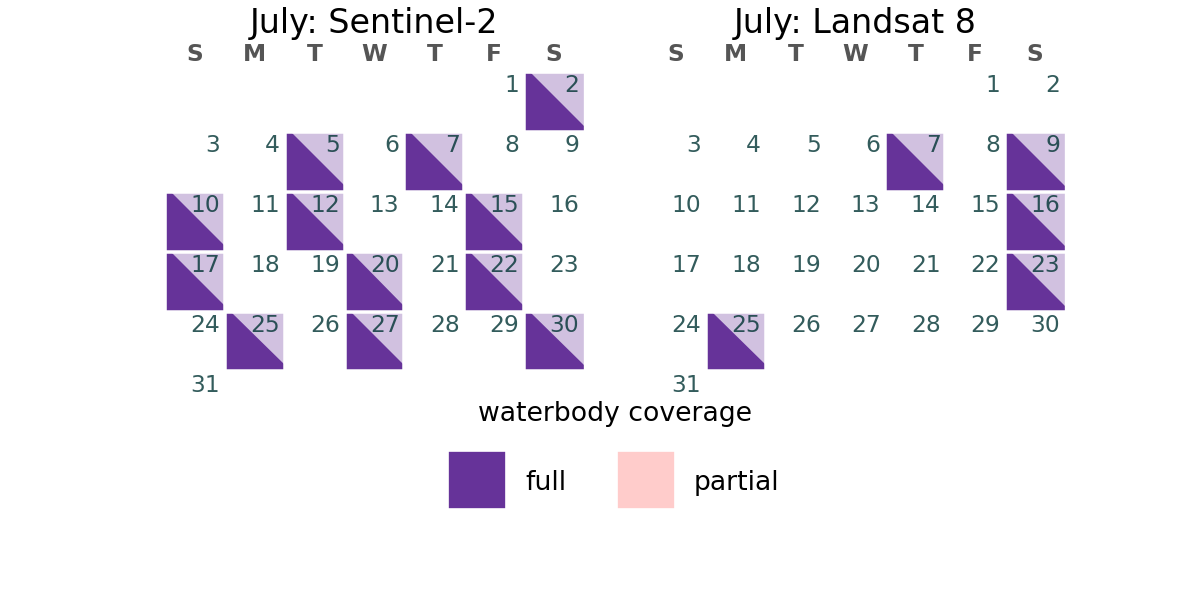 July: Sentinel-2
S M T W T F S
1 2
3 4 5 6 7 8 9
10 11 12 13 14 15 16
17 18 19 20 21 22 23
24 25 26 27 28 29 30
31
July: Landsat 8
S M T W T F S
1 2
3 4 5 6 7 8 9
10 11 12 13 14 15 16
17 18 19 20 21 22 23
24 25 26 27 28 29 30
31
waterbody coverage
full
partial